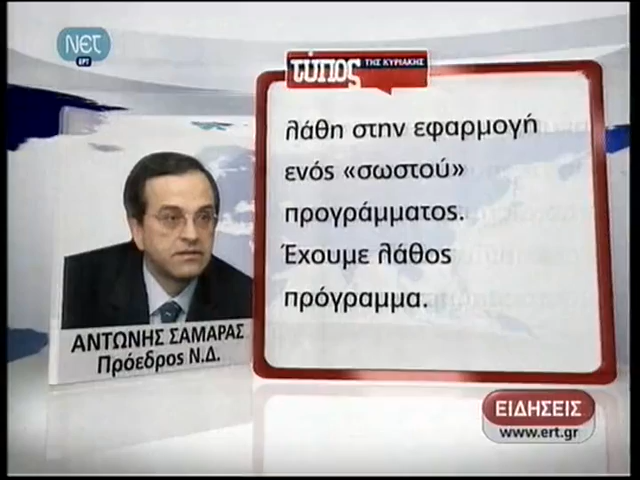 ΝΕΤ
ΕΡΤ
τύπος
ΤΗΣ ΚΥΡΙΑΚΗΣ
λάθη στην εφαρμογή
ενός «σωστού»
προγράμματος.
Έχουμε λάθος
πρόγραμμα.
ΑΝΤΩΝΗΣ ΣΑΜΑΡΑΣ
Πρόεδρος Ν.Δ.
ΕΙΔΗΣΕΙΣ
www.ert.gr